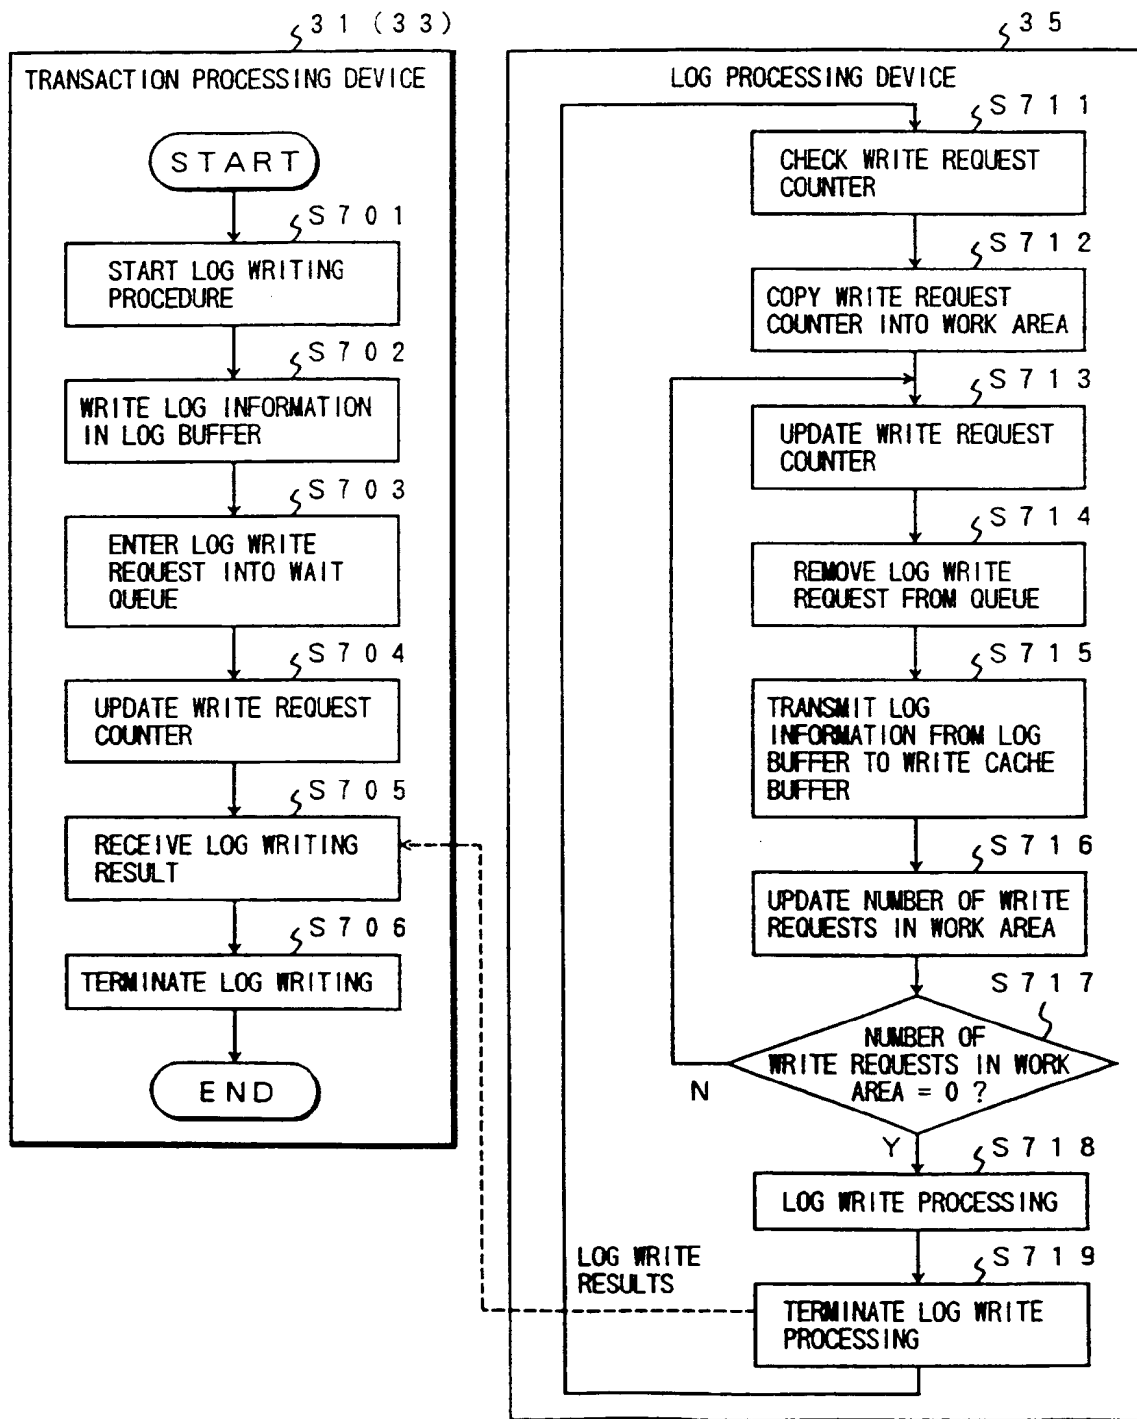 31 (33)
TRANSACTION PROCESSING DEVICE
START
S701
START LOG WRITING
PROCEDURE
S702
WRITE LOG INFORMATION
IN LOG BUFFER
S703
ENTER LOG WRITE
REQUEST INTO WAIT
QUEUE
S704
UPDATE WRITE REQUEST
COUNTER
S705
RECEIVE LOG WRITING
RESULT
S706
TERMINATE LOG WRITING
END
35
LOG PROCESSING DEVICE
S711
CHECK WRITE REQUEST
COUNTER
S712
COPY WRITE REQUEST
COUNTER INTO WORK AREA
S713
UPDATE WRITE REQUEST
COUNTER
S714
REMOVE LOG WRITE
REQUEST FROM QUEUE
S715
TRANSMIT LOG
INFORMATION FROM LOG
BUFFER TO WRITE CACHE
BUFFER
S716
UPDATE NUMBER OF WRITE
REQUESTS IN WORK AREA
S717
NUMBER OF
WRITE REQUESTS IN WORK
AREA = 0 ?
N
Y
S718
LOG WRITE PROCESSING
S719
LOG WRITE
RESULTS
TERMINATE LOG WRITE
PROCESSING